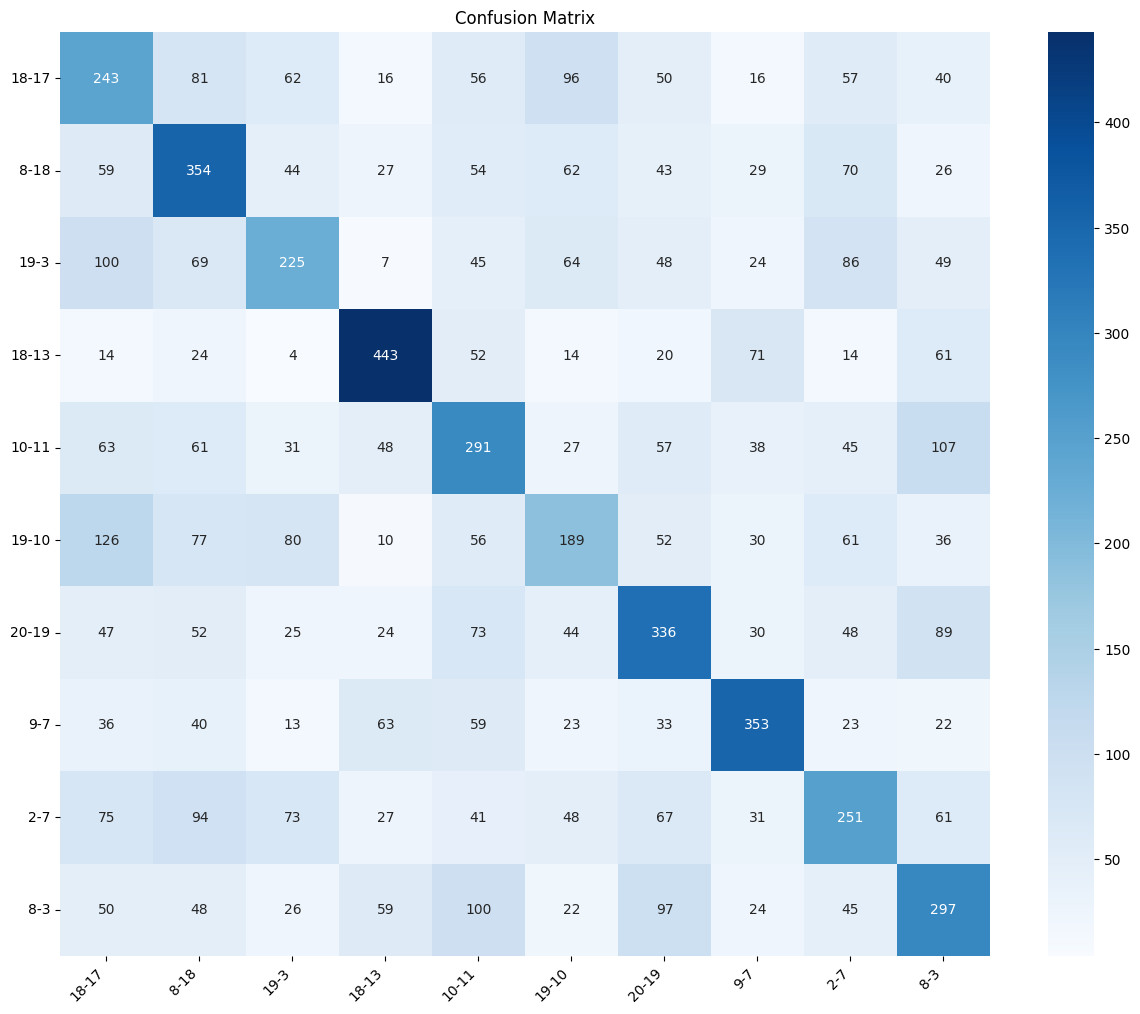 Confusion Matrix
18-17 243 81 62 16 56 96 50 16 57 40
8-18 59 354 44 27 54 62 43 29 70 26
19-3 100 69 225 7 45 64 48 24 86 49
18-13 14 24 4 443 52 14 20 71 14 61
10-11 63 61 31 48 291 27 57 38 45 107
19-10 126 77 80 10 56 189 52 30 61 36
20-19 47 52 25 24 73 44 336 30 48 89
9-7 36 40 13 63 59 23 33 353 23 22
2-7 75 94 73 27 41 48 67 31 251 61
8-3 50 48 26 59 100 22 97 24 45 297
18-17 8-18 19-3 18-13 10-11 19-10 20-19 9-7 2-7 8-3
400
350
300
250
200
150
100
50